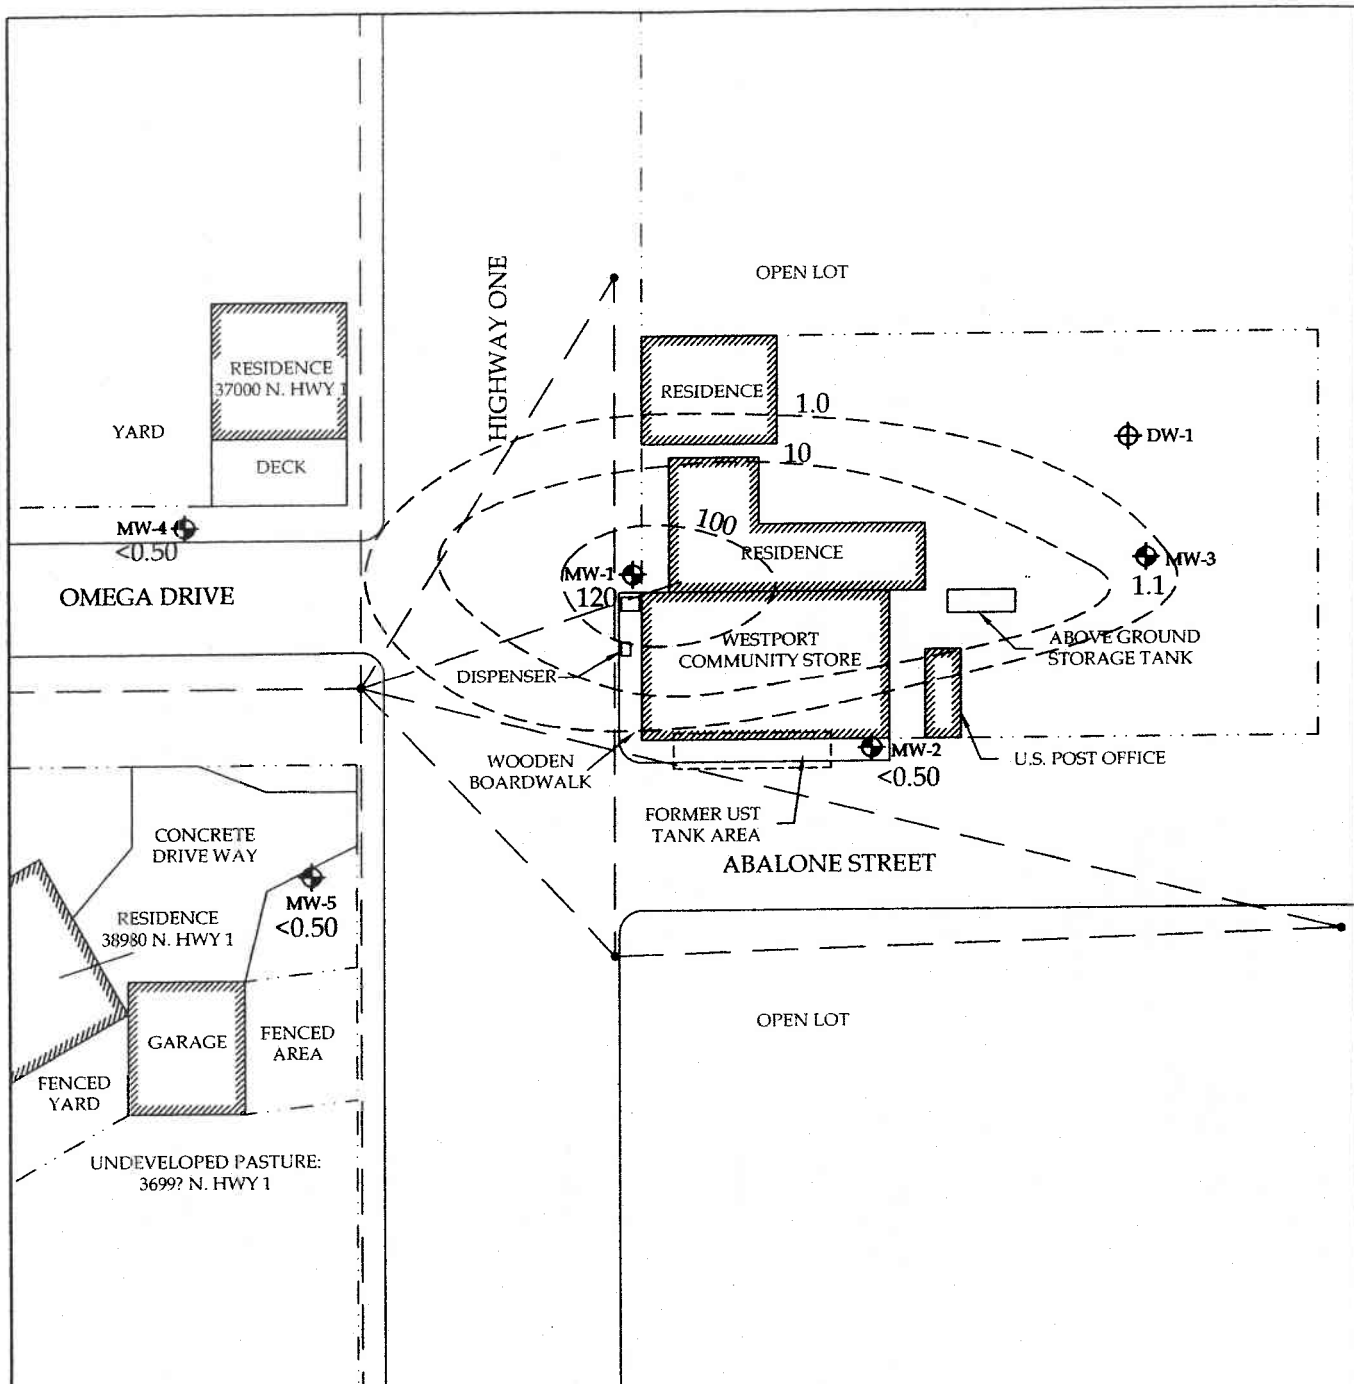 HIGHWAY ONE
OPEN LOT
RESIDENCE
37000 N. HWY 1
YARD
DECK
RESIDENCE
1.0
10
100
DW-1
MW-4
<0.50
OMEGA DRIVE
MW-1
120
RESIDENCE
MW-3
1.1
WESTPORT
COMMUNITY STORE
DISPENSER
ABOVE GROUND
STORAGE TANK
WOODEN
BOARDWALK
MW-2
<0.50
U.S. POST OFFICE
FORMER UST
TANK AREA
ABALONE STREET
CONCRETE
DRIVE WAY
MW-5
<0.50
RESIDENCE
38980 N. HWY 1
GARAGE
FENCED
AREA
FENCED
YARD
OPEN LOT
UNDEVELOPED PASTURE:
3699? N. HWY 1